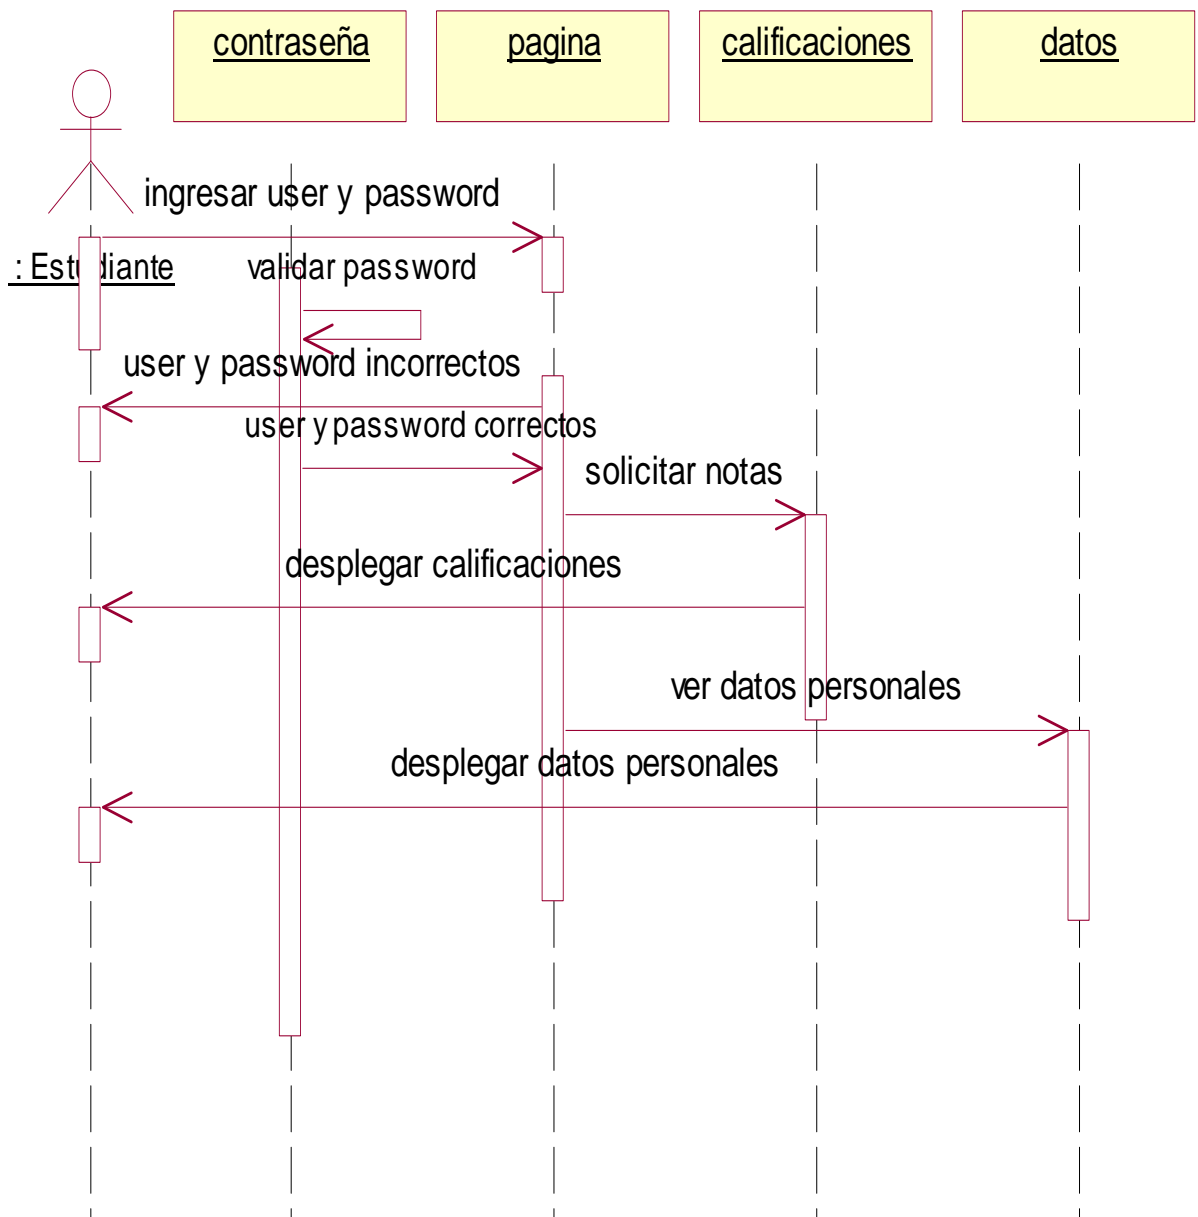 contraseña
pagina
calificaciones
datos
ingresar user y password
: Estudiante
validar password
user y password incorrectos
user y password correctos
solicitar notas
desplegar calificaciones
ver datos personales
desplegar datos personales